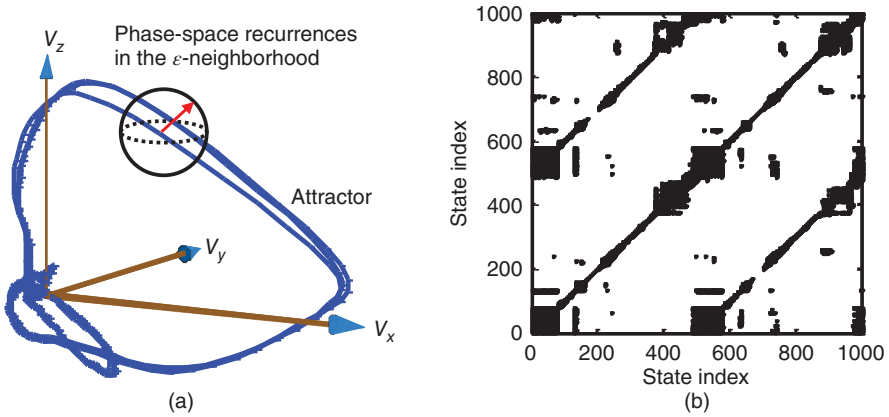 Phase-space recurrences
in the ε-neighborhood
V_z
Attractor
V_y
V_x
(a)
1000
800
600
400
200
0
State index
0 200 400 600 800 1000
State index
(b)